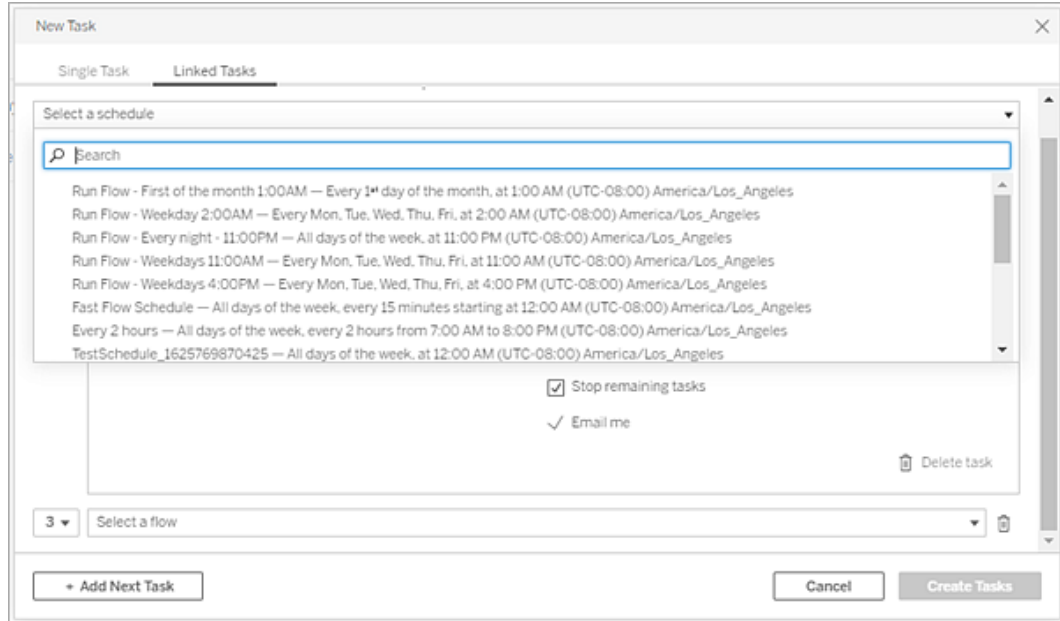 New Task
Single Task Linked Tasks
Select a schedule
Search
Run Flow - First of the month 1:00AM — Every 1st day of the month, at 1:00 AM (UTC-08:00) America/Los_Angeles
Run Flow - Weekday 2:00AM — Every Mon, Tue, Wed, Thu, Fri, at 2:00 AM (UTC-08:00) America/Los_Angeles
Run Flow - Every night - 11:00PM — All days of the week, at 11:00 PM (UTC-08:00) America/Los_Angeles
Run Flow - Weekdays 11:00AM — Every Mon, Tue, Wed, Thu, Fri, at 11:00 AM (UTC-08:00) America/Los_Angeles
Run Flow - Weekdays 4:00PM — Every Mon, Tue, Wed, Thu, Fri, at 4:00 PM (UTC-08:00) America/Los_Angeles
Fast Flow Schedule — All days of the week, every 15 minutes starting at 12:00 AM (UTC-08:00) America/Los_Angeles
Every 2 hours — All days of the week, every 2 hours from 7:00 AM to 8:00 PM (UTC-08:00) America/Los_Angeles
TestSchedule_1625769870425 — All days of the week, at 12:00 AM (UTC-08:00) America/Los_Angeles
Stop remaining tasks
Email me
Delete task
3 Select a flow
+ Add Next Task Cancel Create Tasks